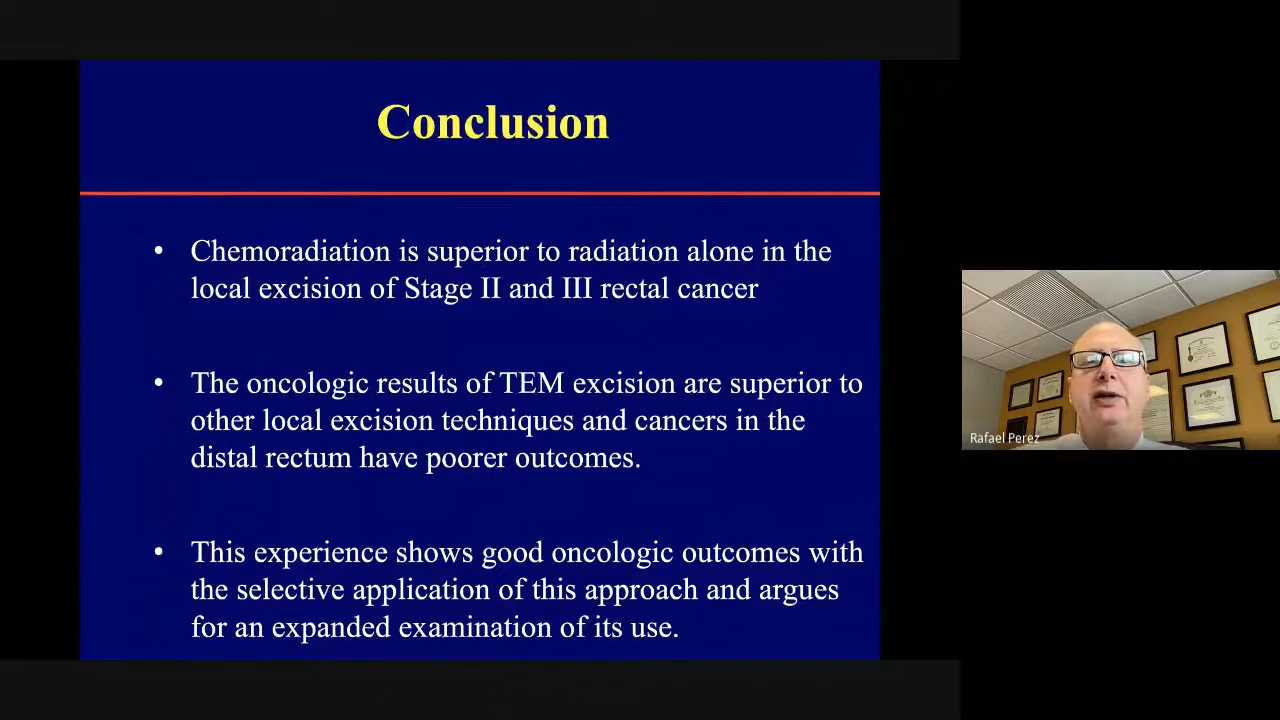 Conclusion
• Chemoradiation is superior to radiation alone in the
local excision of Stage II and III rectal cancer
• The oncologic results of TEM excision are superior to
other local excision techniques and cancers in the
distal rectum have poorer outcomes.
• This experience shows good oncologic outcomes with
the selective application of this approach and argues
for an expanded examination of its use.
Rafael Perez